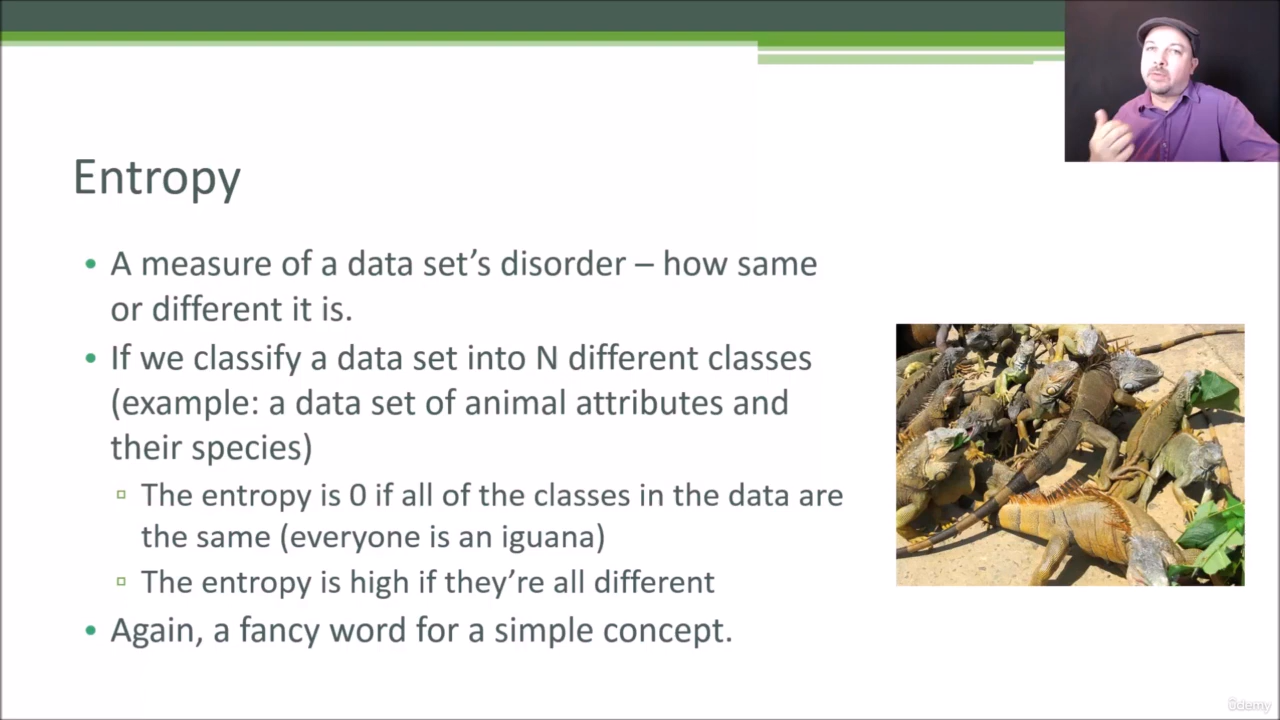 Entropy
• A measure of a data set’s disorder – how same
or different it is.
• If we classify a data set into N different classes
(example: a data set of animal attributes and
their species)
▫ The entropy is 0 if all of the classes in the data are
the same (everyone is an iguana)
▫ The entropy is high if they’re all different
• Again, a fancy word for a simple concept.
ûdemy